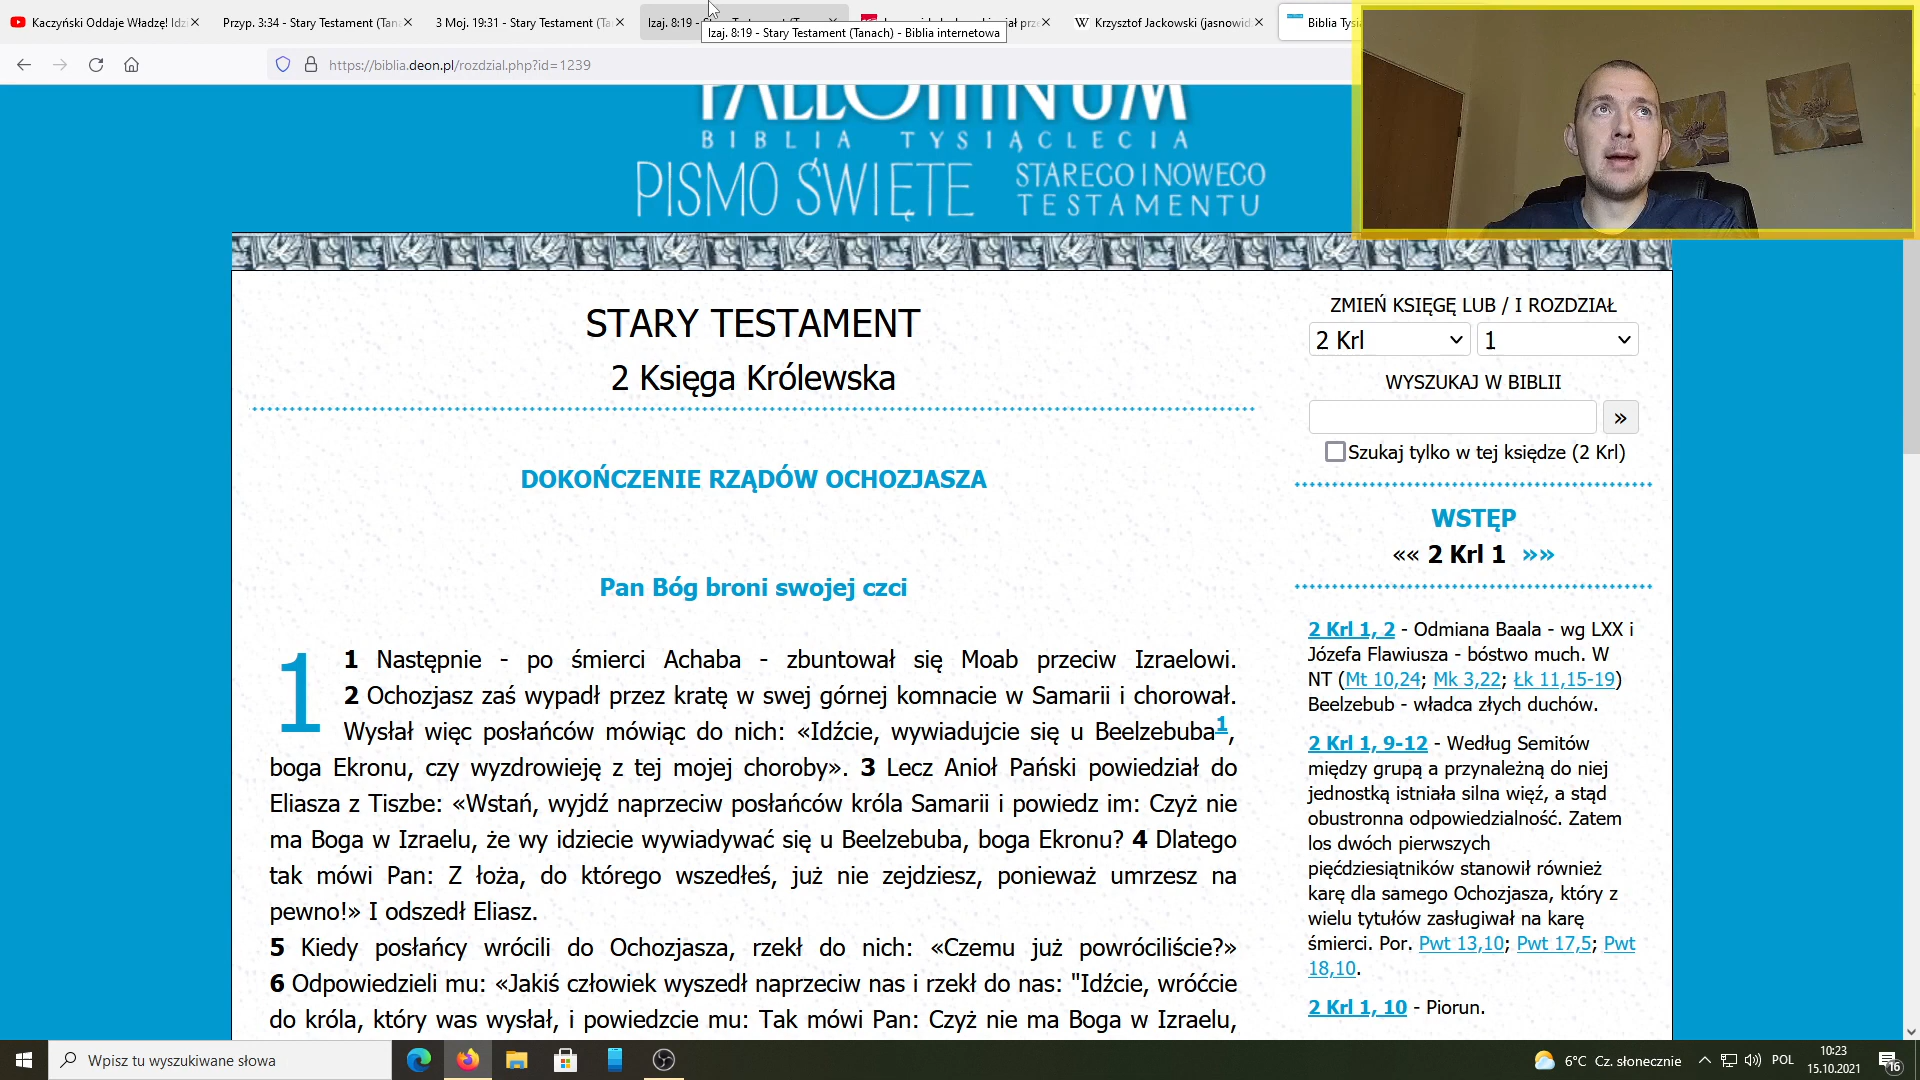 Kaczyński Oddaje Władzę! Idzi
Przyp. 3:34 - Stary Testament (Tan
3 Moj. 19:31 - Stary Testament (Ta
Izaj. 8:19 -
Krzysztof Jackowski (jasnowid
Biblia Tysi
Izaj. 8:19 - Stary Testament (Tanach) - Biblia internetowa
https://biblia.deon.pl/rozdzial.php?id=1239
PALLOTTINUM
BIBLIA TYSIĄCLECIA
PISMO ŚWIĘTE STAREGO I NOWEGO
TESTAMENTU
STARY TESTAMENT
2 Księga Królewska
DOKOŃCZENIE RZĄDÓW OCHOZJASZA
Pan Bóg broni swojej czci
1 1 Następnie - po śmierci Achaba - zbuntował się Moab przeciw Izraelowi.
2 Ochozjasz zaś wypadł przez kratę w swej górnej komnacie w Samarii i chorował.
Wysłał więc posłańców mówiąc do nich: «Idźcie, wywiadujcie się u Beelzebuba1,
boga Ekronu, czy wyzdrowieję z tej mojej choroby». 3 Lecz Anioł Pański powiedział do
Eliasza z Tiszbe: «Wstań, wyjdź naprzeciw posłańców króla Samarii i powiedz im: Czyż nie
ma Boga w Izraelu, że wy idziecie wywiadywać się u Beelzebuba, boga Ekronu? 4 Dlatego
tak mówi Pan: Z łoża, do którego wszedłeś, już nie zejdziesz, ponieważ umrzesz na
pewno!» I odszedł Eliasz.
5 Kiedy posłańcy wrócili do Ochozjasza, rzekł do nich: «Czemu już powróciliście?»
6 Odpowiedzieli mu: «Jakiś człowiek wyszedł naprzeciw nas i rzekł do nas: "Idźcie, wróćcie
do króla, który was wysłał, i powiedzcie mu: Tak mówi Pan: Czyż nie ma Boga w Izraelu,
ZMIEŃ KSIĘGĘ LUB / I ROZDZIAŁ
2 Krl 1
WYSZUKAJ W BIBLII
»
Szukaj tylko w tej księdze (2 Krl)
WSTĘP
«« 2 Krl 1 »»
2 Krl 1, 2 - Odmiana Baala - wg LXX i
Józefa Flawiusza - bóstwo much. W
NT (Mt 10,24; Mk 3,22; Łk 11,15-19)
Beelzebub - władca złych duchów.
2 Krl 1, 9-12 - Według Semitów
między grupą a przynależną do niej
jednostką istniała silna więź, a stąd
obustronna odpowiedzialność. Zatem
los dwóch pierwszych
pięćdziesiątników stanowił również
karę dla samego Ochozjasza, który z
wielu tytułów zasługiwał na karę
śmierci. Por. Pwt 13,10; Pwt 17,5; Pwt
18,10.
2 Krl 1, 10 - Piorun.
Wpisz tu wyszukiwane słowa
6°C Cz. słonecznie
POL
10:23
15.10.2021
16